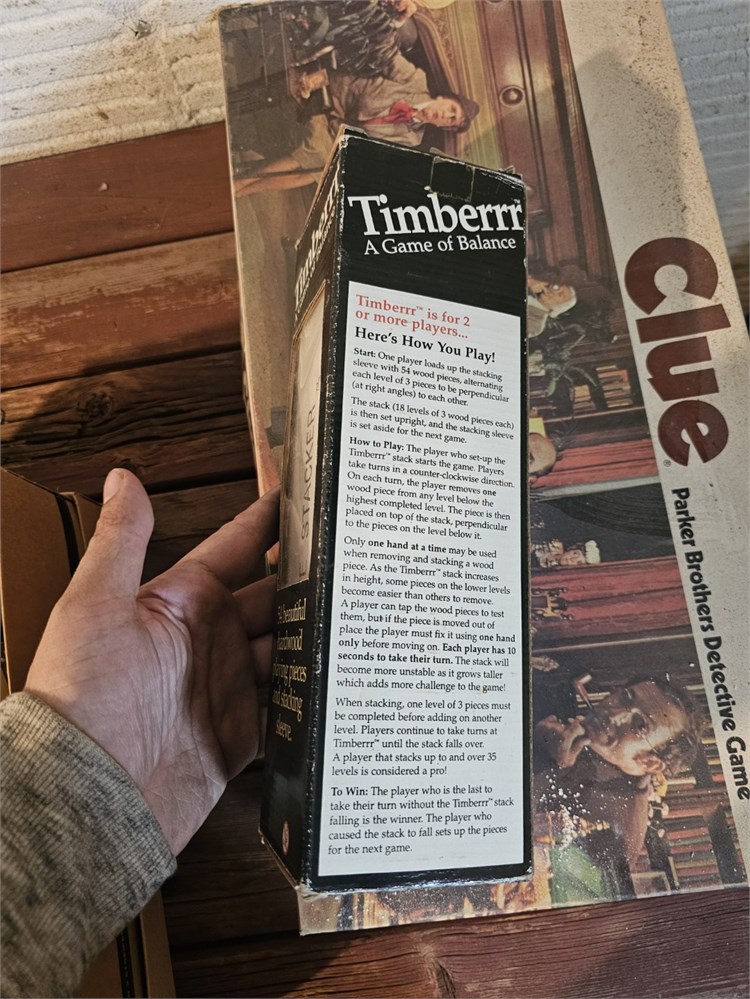 Timberrr™
A Game of Balance
Timberrr™ is for 2
or more players...
Here's How You Play!
Start: One player loads up the stacking
sleeve with 54 wood pieces, alternating
each level of 3 pieces to be perpendicular
(at right angles) to each other.
The stack (18 levels of 3 wood pieces each)
is then set upright, and the stacking sleeve
is set aside for the next game.
How to Play: The player who set-up the
Timberrr™ stack starts the game. Players
take turns in a counter-clockwise direction.
On each turn, the player removes one
wood piece from any level below the
highest completed level. The piece is then
placed on top of the stack, perpendicular
to the pieces on the level below it.
Only one hand at a time may be used
when removing and stacking a wood
piece. As the Timberrr™ stack increases
in height, some pieces on the lower levels
become easier than others to remove.
A player can tap the wood pieces to test
them, but if the piece is moved out of
place the player must fix it using one hand
only before moving on. Each player has 10
seconds to take their turn. The stack will
become more unstable as it grows taller
which adds more challenge to the game!
When stacking, one level of 3 pieces must
be completed before adding on another
level. Players continue to take turns at
Timberrr™ until the stack falls over.
A player that stacks up to and over 35
levels is considered a pro!
To Win: The player who is the last to
take their turn without the Timberrr™ stack
falling is the winner. The player who
caused the stack to fall sets up the pieces
for the next game.
Timberrr
STACKER
54 beautiful
hardwood
playing pieces
and stacking
sleeve
Clue®
Parker Brothers Detective Game